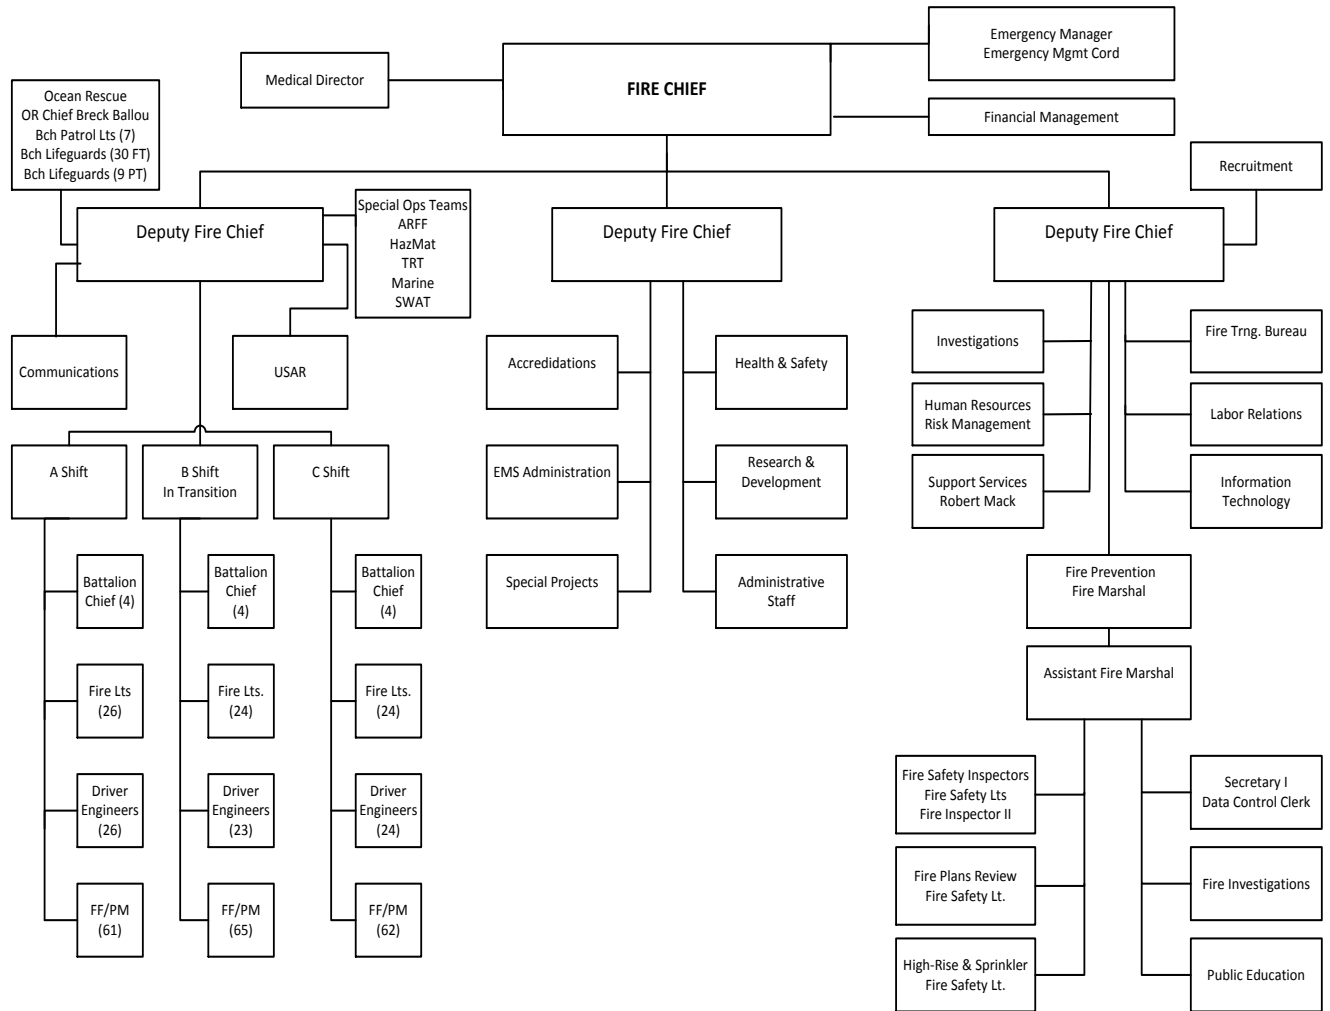 Emergency Manager
Emergency Mgmt Cord
Medical Director
FIRE CHIEF
Financial Management
Ocean Rescue
OR Chief Breck Ballou
Bch Patrol Lts (7)
Bch Lifeguards (30 FT)
Bch Lifeguards (9 PT)
Recruitment
Deputy Fire Chief
Special Ops Teams
ARFF
HazMat
TRT
Marine
SWAT
Deputy Fire Chief
Deputy Fire Chief
Communications
USAR
Accredidations
Health & Safety
Investigations
Fire Trng. Bureau
Human Resources
Risk Management
Labor Relations
A Shift
B Shift
In Transition
C Shift
EMS Administration
Research &
Development
Support Services
Robert Mack
Information
Technology
Battalion
Chief (4)
Battalion
Chief
(4)
Battalion
Chief
(4)
Special Projects
Administrative
Staff
Fire Prevention
Fire Marshal
Assistant Fire Marshal
Fire Lts
(26)
Fire Lts.
(24)
Fire Lts.
(24)
Driver
Engineers
(26)
Driver
Engineers
(23)
Driver
Engineers
(24)
Fire Safety Inspectors
Fire Safety Lts
Fire Inspector II
Secretary I
Data Control Clerk
FF/PM
(61)
FF/PM
(65)
FF/PM
(62)
Fire Plans Review
Fire Safety Lt.
Fire Investigations
High-Rise & Sprinkler
Fire Safety Lt.
Public Education